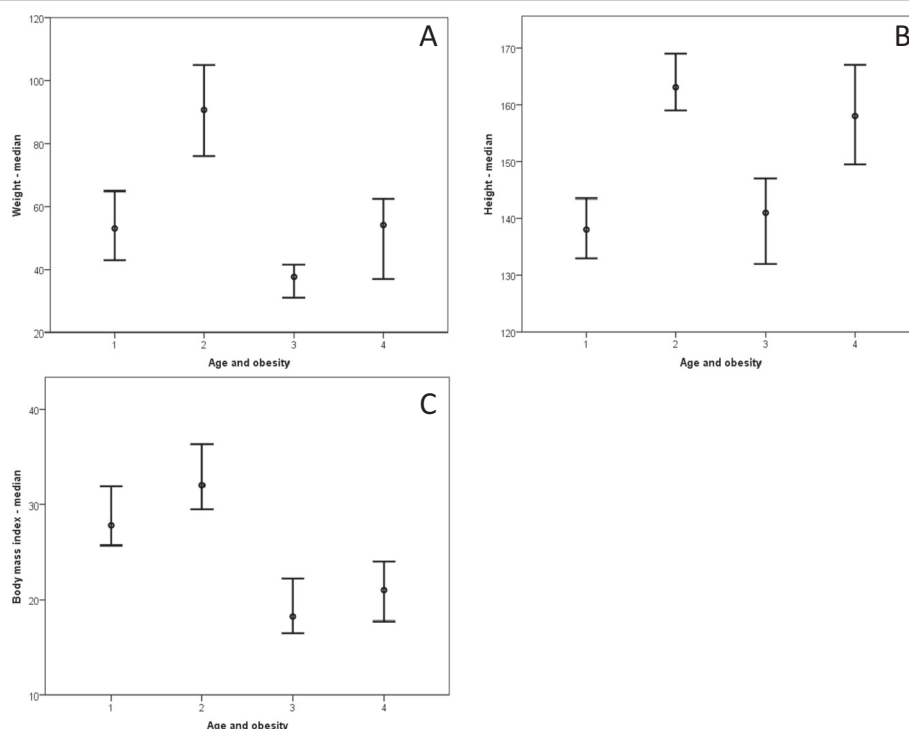 A
Weight - median
120
100
80
60
40
20
1 2 3 4
Age and obesity
B
Height - median
170
160
150
140
130
120
1 2 3 4
Age and obesity
C
Body mass index - median
40
30
20
10
1 2 3 4
Age and obesity